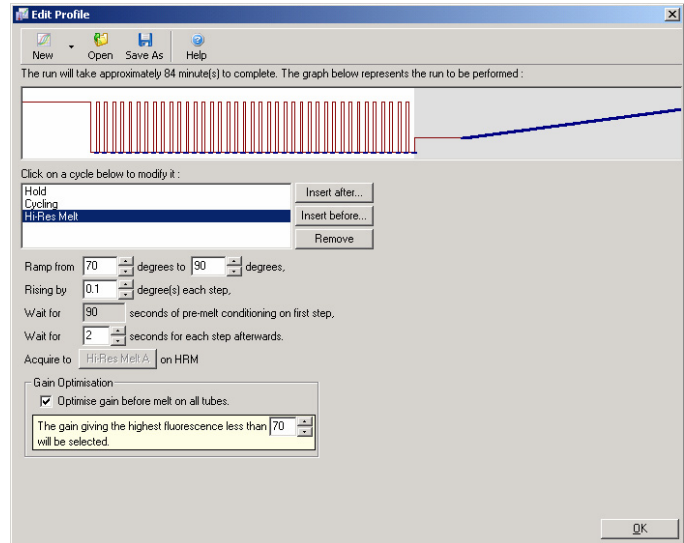 Edit Profile
New Open Save As Help
The run will take approximately 84 minute(s) to complete. The graph below represents the run to be performed :
Click on a cycle below to modify it :
Hold
Cycling
Hi-Res Melt
Insert after...
Insert before...
Remove
Ramp from 70 degrees to 90 degrees,
Rising by 0.1 degree(s) each step,
Wait for 90 seconds of pre-melt conditioning on first step,
Wait for 2 seconds for each step afterwards.
Acquire to Hi-Res Melt A on HRM
Gain Optimisation
Optimise gain before melt on all tubes.
The gain giving the highest fluorescence less than 70
will be selected.
OK